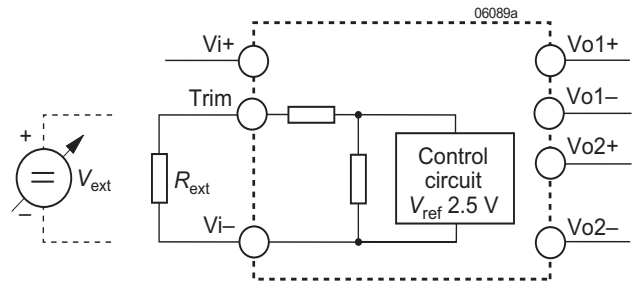 06089a
Vi+
Vo1+
Trim
Vo1–
Vo2+
+
Control
circuit
Vref 2.5 V
=
Vext
Rext
–
Vi–
Vo2–